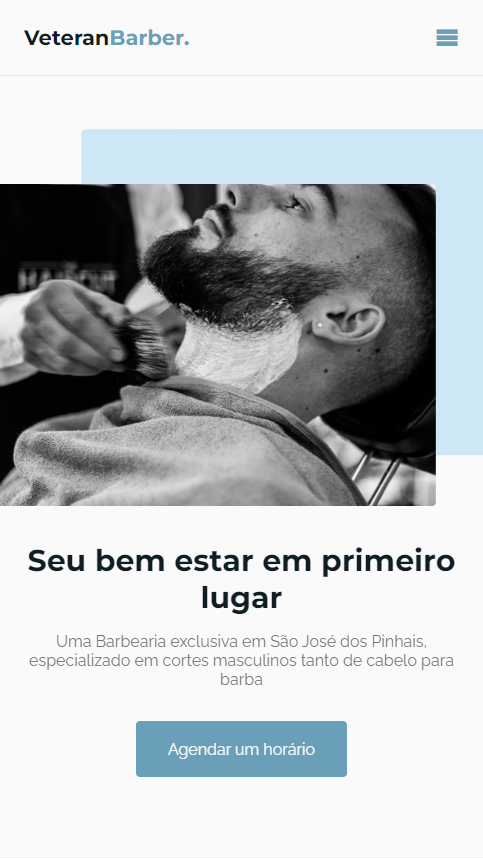 VeteranBarber.
HAIRCUT
Seu bem estar em primeiro
lugar
Uma Barbearia exclusiva em São José dos Pinhais,
especializado em cortes masculinos tanto de cabelo para
barba
Agendar um horário